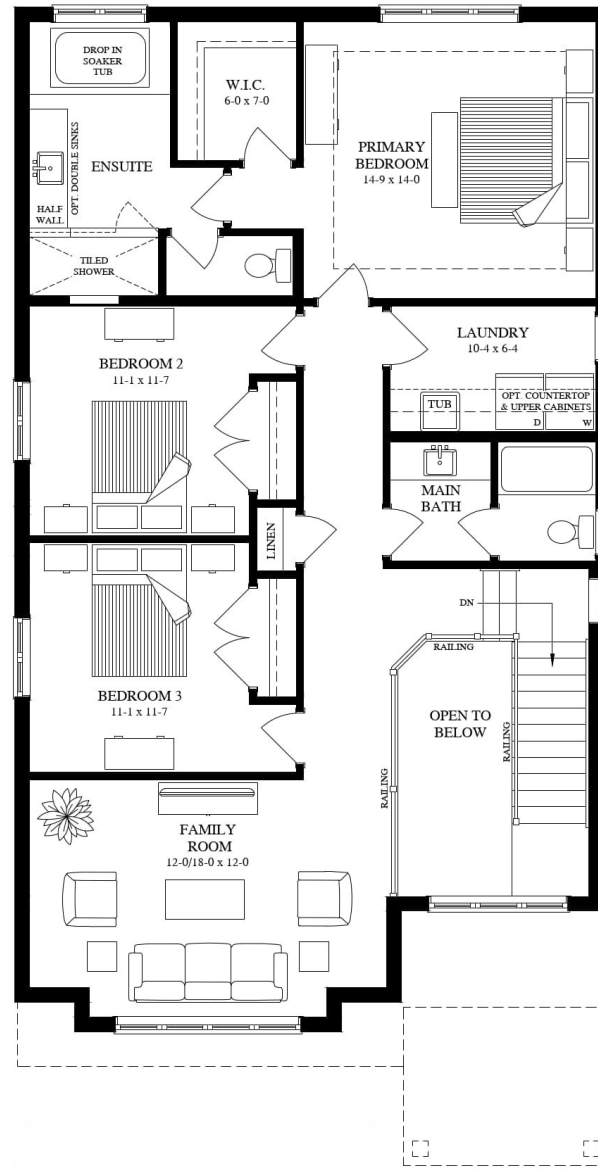 DROP IN
SOAKER
TUB
W.I.C.
6-0 x 7-0
PRIMARY
BEDROOM
14-9 x 14-0
OPT. DOUBLE SINKS
ENSUITE
HALF
WALL
TILED
SHOWER
LAUNDRY
10-4 x 6-4
BEDROOM 2
11-1 x 11-7
OPT. COUNTERTOP
& UPPER CABINETS
TUB
D
W
MAIN
BATH
LINEN
DN
RAILING
BEDROOM 3
11-1 x 11-7
OPEN TO
BELOW
RAILING
RAILING
FAMILY
ROOM
12-0/18-0 x 12-0